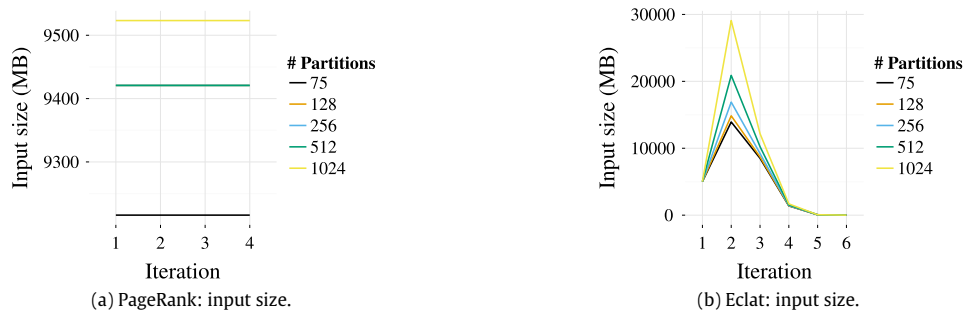 Input size (MB)
9500
9400
9300
1 2 3 4
Iteration
# Partitions
75
128
256
512
1024
(a) PageRank: input size.
Input size (MB)
30000
20000
10000
0
1 2 3 4 5 6
Iteration
# Partitions
75
128
256
512
1024
(b) Eclat: input size.